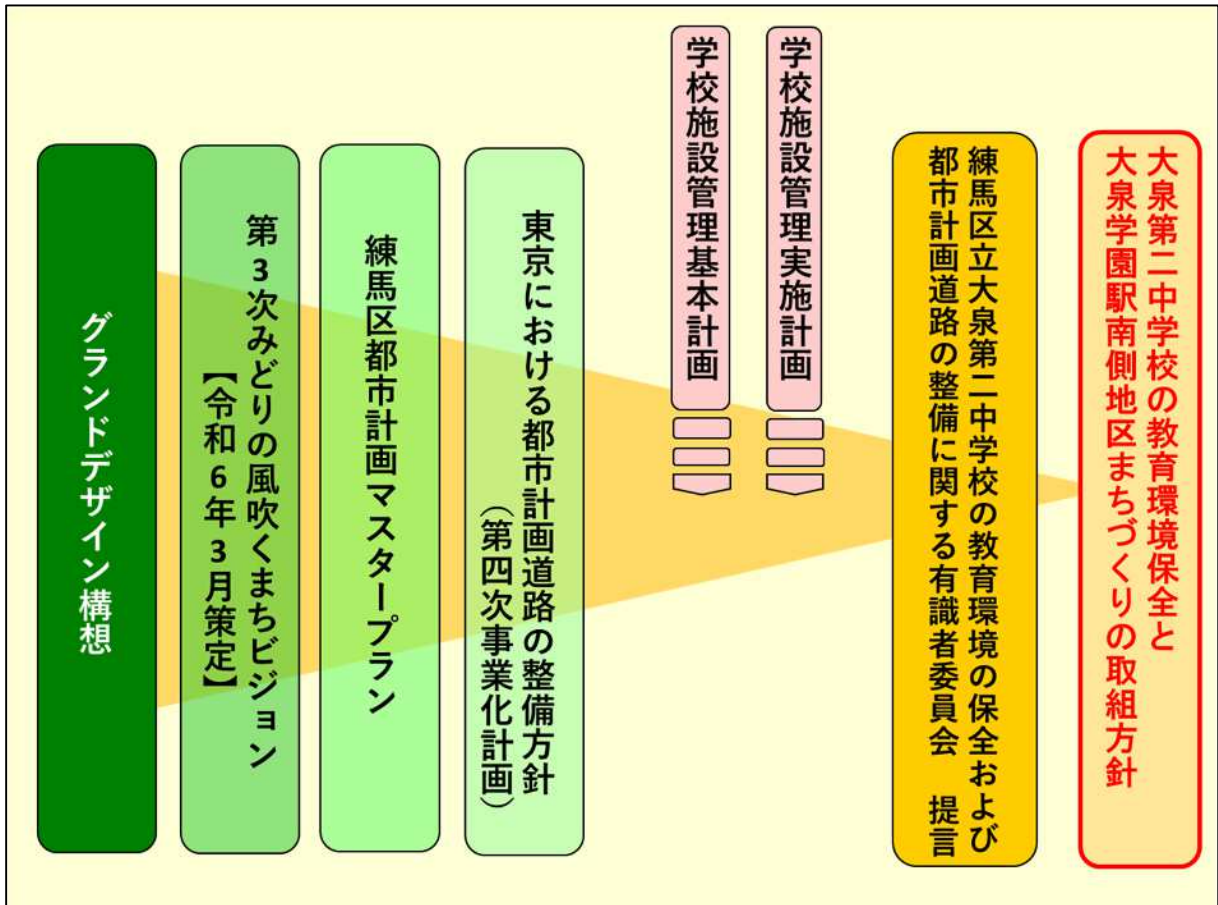 グランドデザイン構想
第3次みどりの風吹くまちビジョン
【令和6年3月策定】
練馬区都市計画マスタープラン
東京における都市計画道路の整備方針
（第四次事業化計画）
学校施設管理基本計画
学校施設管理実施計画
練馬区立大泉第二中学校の教育環境の保全および
都市計画道路の整備に関する有識者委員会　提言
大泉第二中学校の教育環境保全と
大泉学園駅南側地区まちづくりの取組方針